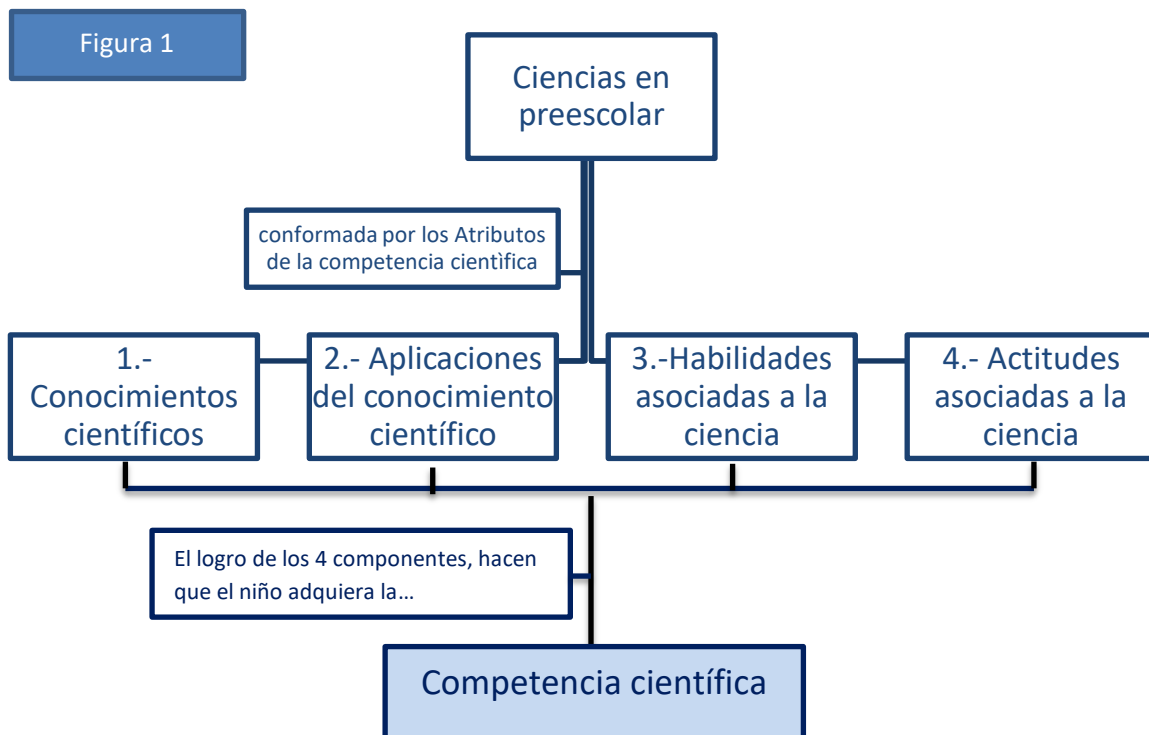 Figura 1
Ciencias en
preescolar
conformada por los Atributos
de la competencia cientìfica
1.-
Conocimientos
científicos
2.- Aplicaciones
del conocimiento
científico
3.-Habilidades
asociadas a la
ciencia
4.- Actitudes
asociadas a la
ciencia
El logro de los 4 componentes, hacen
que el niño adquiera la...
Competencia científica